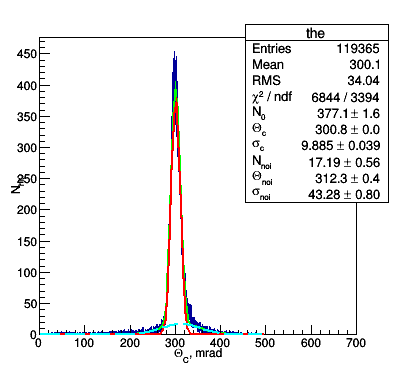 the
Entries 119365
Mean 300.1
RMS 34.04
χ² / ndf 6844 / 3394
N₀ 377.1 ± 1.6
Θc 300.8 ± 0.0
σc 9.885 ± 0.039
Nnoi 17.19 ± 0.56
Θnoi 312.3 ± 0.4
σnoi 43.28 ± 0.80
450
400
350
300
250
200
150
100
50
0
0 100 200 300 400 500 600 700
Θc, mrad